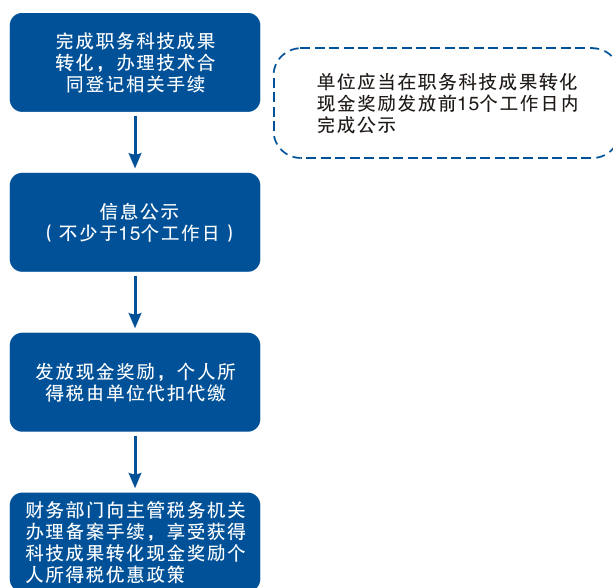 完成职务科技成果
转化，办理技术合
同登记相关手续
单位应当在职务科技成果转化
现金奖励发放前15个工作日内
完成公示
信息公示
（不少于15个工作日）
发放现金奖励，个人所
得税由单位代扣代缴
财务部门向主管税务机关
办理备案手续，享受获得
科技成果转化现金奖励个
人所得税优惠政策